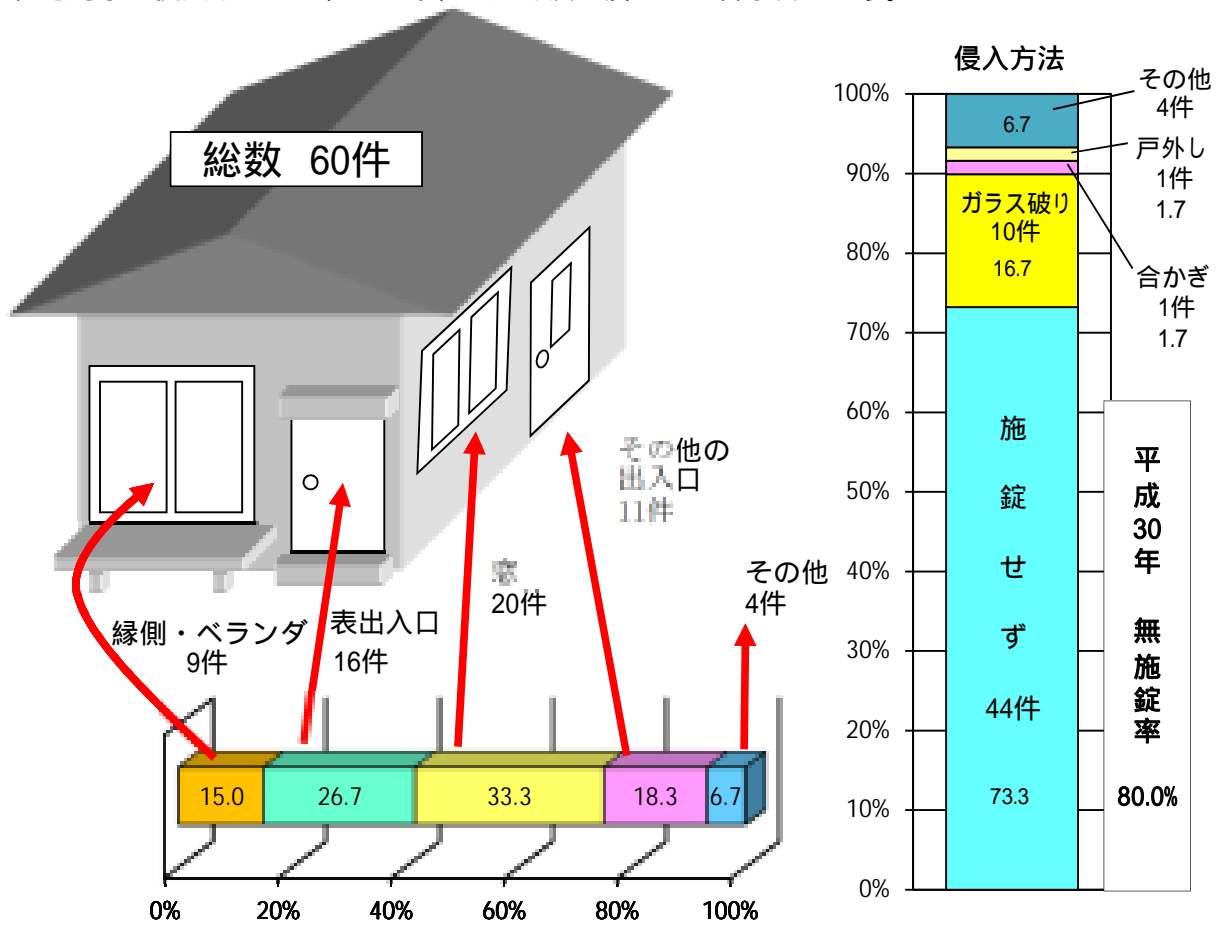 総数 60件
その他の
出入口
11件
窓
20件
その他
4件
縁側・ベランダ
9件
表出入口
16件
15.0
26.7
33.3
18.3
6.7
0%
20%
40%
60%
80%
100%
侵入方法
100%
90%
80%
70%
60%
50%
40%
30%
20%
10%
0%
6.7
ガラス破り
10件
16.7
施
錠
せ
ず
44件
73.3
その他
4件
戸外し
1件
1.7
合かぎ
1件
1.7
平成30年 無施錠率 80.0%